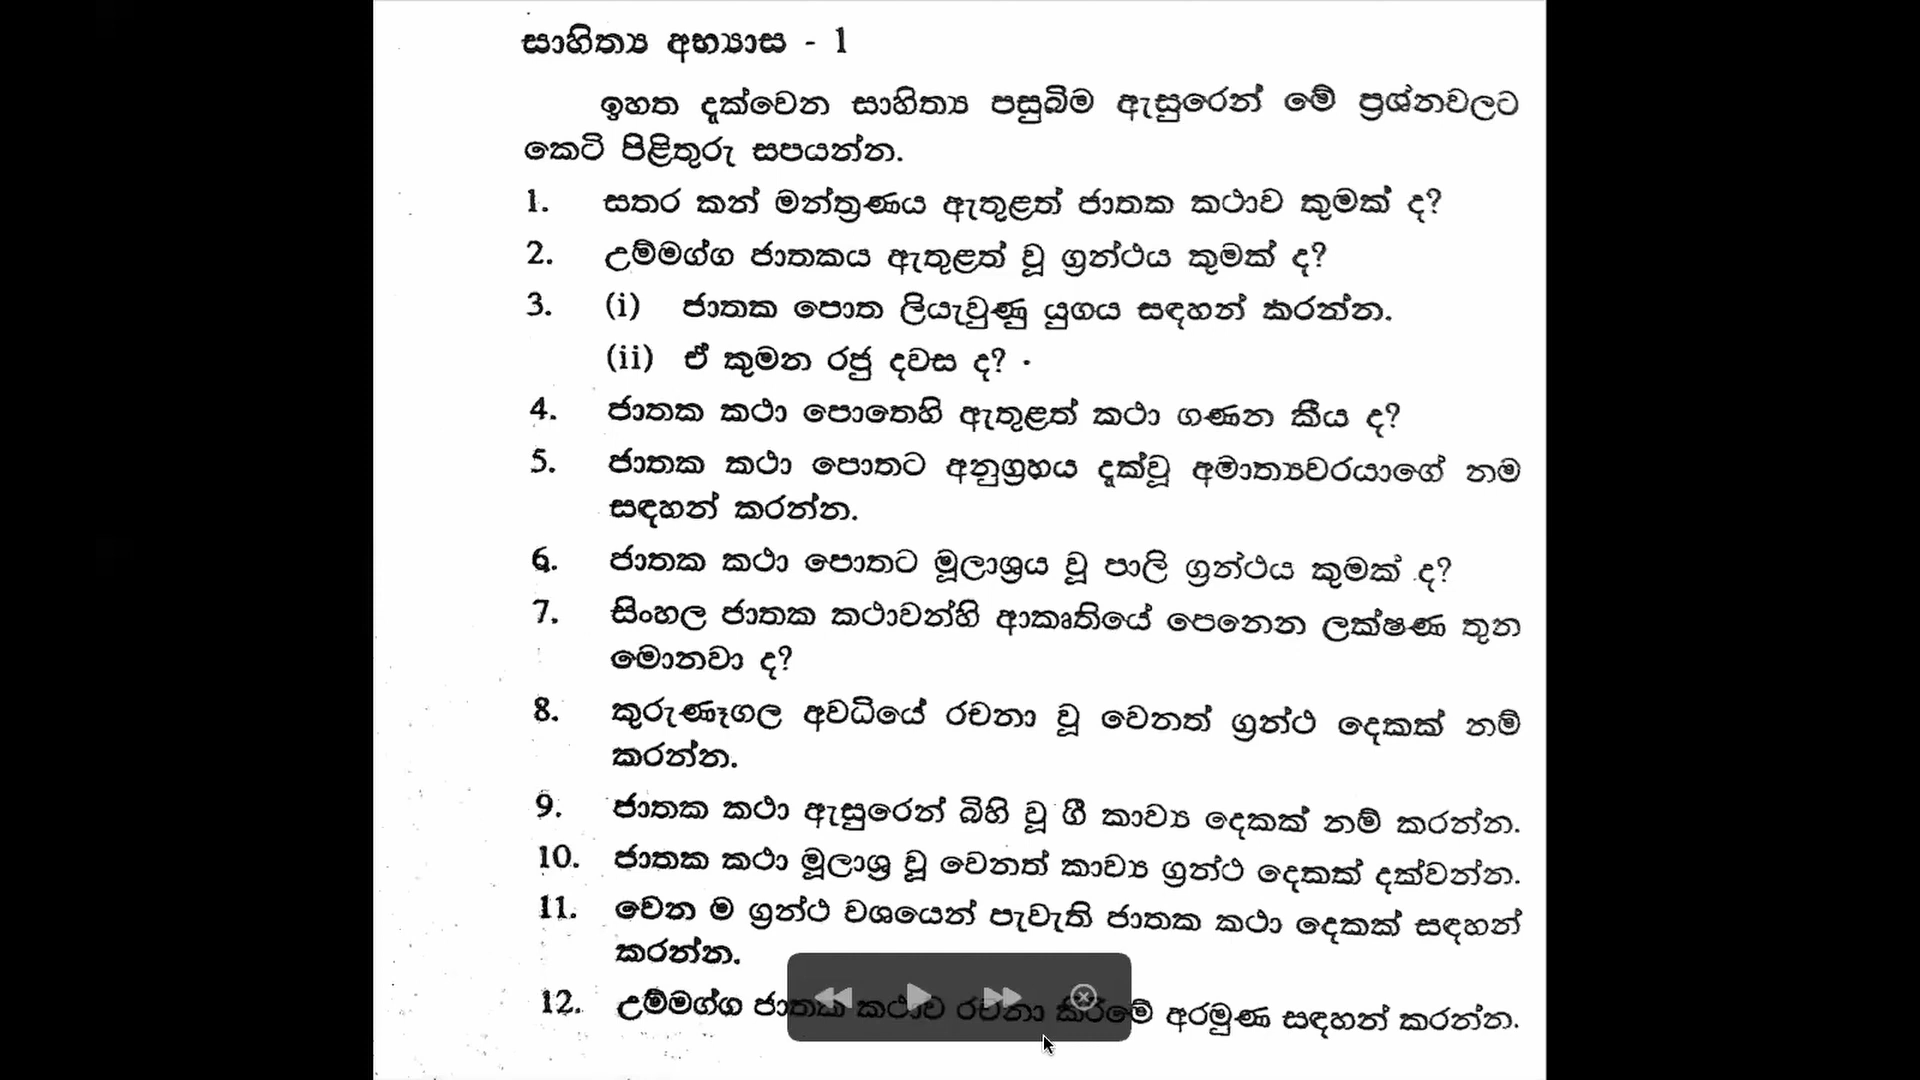 සාහිත්‍ය අභ්‍යාස - 1
ඉහත දැක්වෙන සාහිත්‍ය පසුබිම ඇසුරෙන් මේ ප්‍රශ්නවලට
කෙටි පිළිතුරු සපයන්න.
1. සතර කන් මන්ත්‍රණය ඇතුළත් ජාතක කථාව කුමක් ද?
2. උම්මග්ග ජාතකය ඇතුළත් වූ ග්‍රන්ථය කුමක් ද?
3. (i) ජාතක පොත ලියැවුණු යුගය සඳහන් කරන්න.
(ii) ඒ කුමන රජු දවස ද?
4. ජාතක කථා පොතෙහි ඇතුළත් කථා ගණන කීය ද?
5. ජාතක කථා පොතට අනුග්‍රහය දැක්වූ අමාත්‍යවරයාගේ නම
සඳහන් කරන්න.
6. ජාතක කථා පොතට මූලාශ්‍රය වූ පාලි ග්‍රන්ථය කුමක් ද?
7. සිංහල ජාතක කථාවන්හි ආකෘතියේ පෙනෙන ලක්ෂණ තුන
මොනවා ද?
8. කුරුණෑගල අවධියේ රචනා වූ වෙනත් ග්‍රන්ථ දෙකක් නම්
කරන්න.
9. ජාතක කථා ඇසුරෙන් බිහි වූ ගී කාව්‍ය දෙකක් නම් කරන්න.
10. ජාතක කථා මූලාශ්‍ර වූ වෙනත් කාව්‍ය ග්‍රන්ථ දෙකක් දක්වන්න.
11. වෙන ම ග්‍රන්ථ වශයෙන් පැවැති ජාතක කථා දෙකක් සඳහන්
කරන්න.
12. උම්මග්ග ජාතක කථාව රචනා කිරීමේ අරමුණ සඳහන් කරන්න.